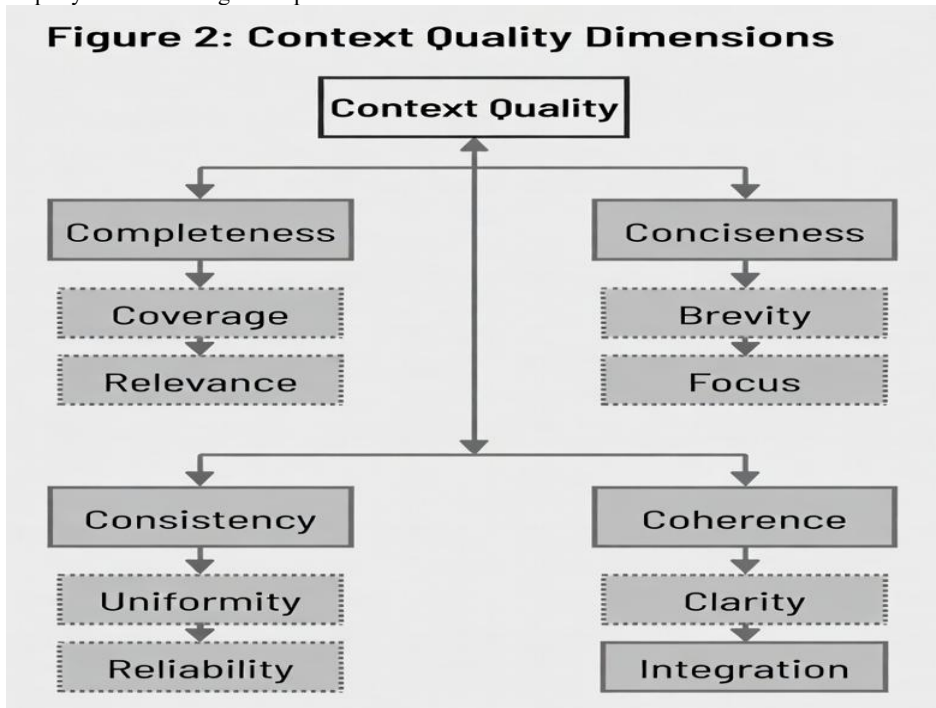 Figure 2: Context Quality Dimensions
Context Quality
Completeness
Conciseness
Coverage
Brevity
Relevance
Focus
Consistency
Coherence
Uniformity
Clarity
Reliability
Integration